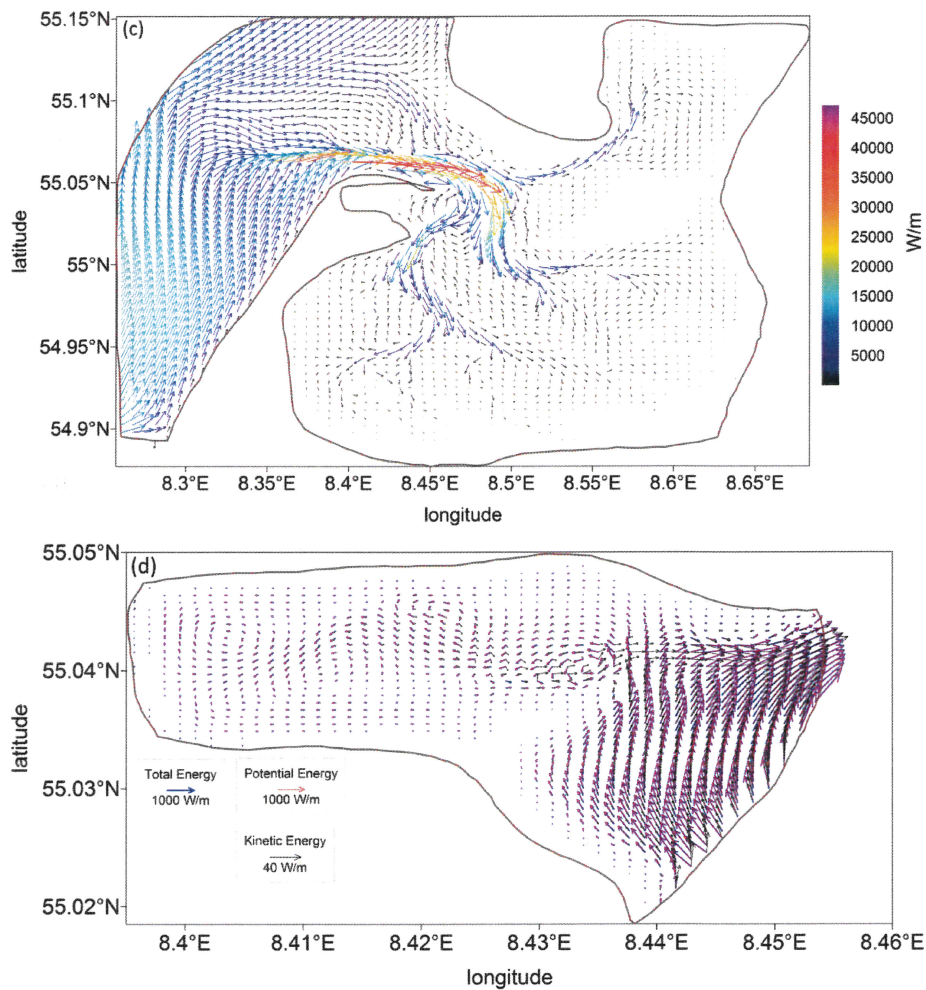 (c)
55.15°N
55.1°N
55.05°N
55°N
54.95°N
54.9°N
latitude
8.3°E 8.35°E 8.4°E 8.45°E 8.5°E 8.55°E 8.6°E 8.65°E
longitude
45000
40000
35000
30000
25000
20000
15000
10000
5000
W/m
(d)
55.05°N
55.04°N
55.03°N
55.02°N
latitude
Total Energy
1000 W/m
Potential Energy
1000 W/m
Kinetic Energy
40 W/m
8.4°E 8.41°E 8.42°E 8.43°E 8.44°E 8.45°E 8.46°E
longitude